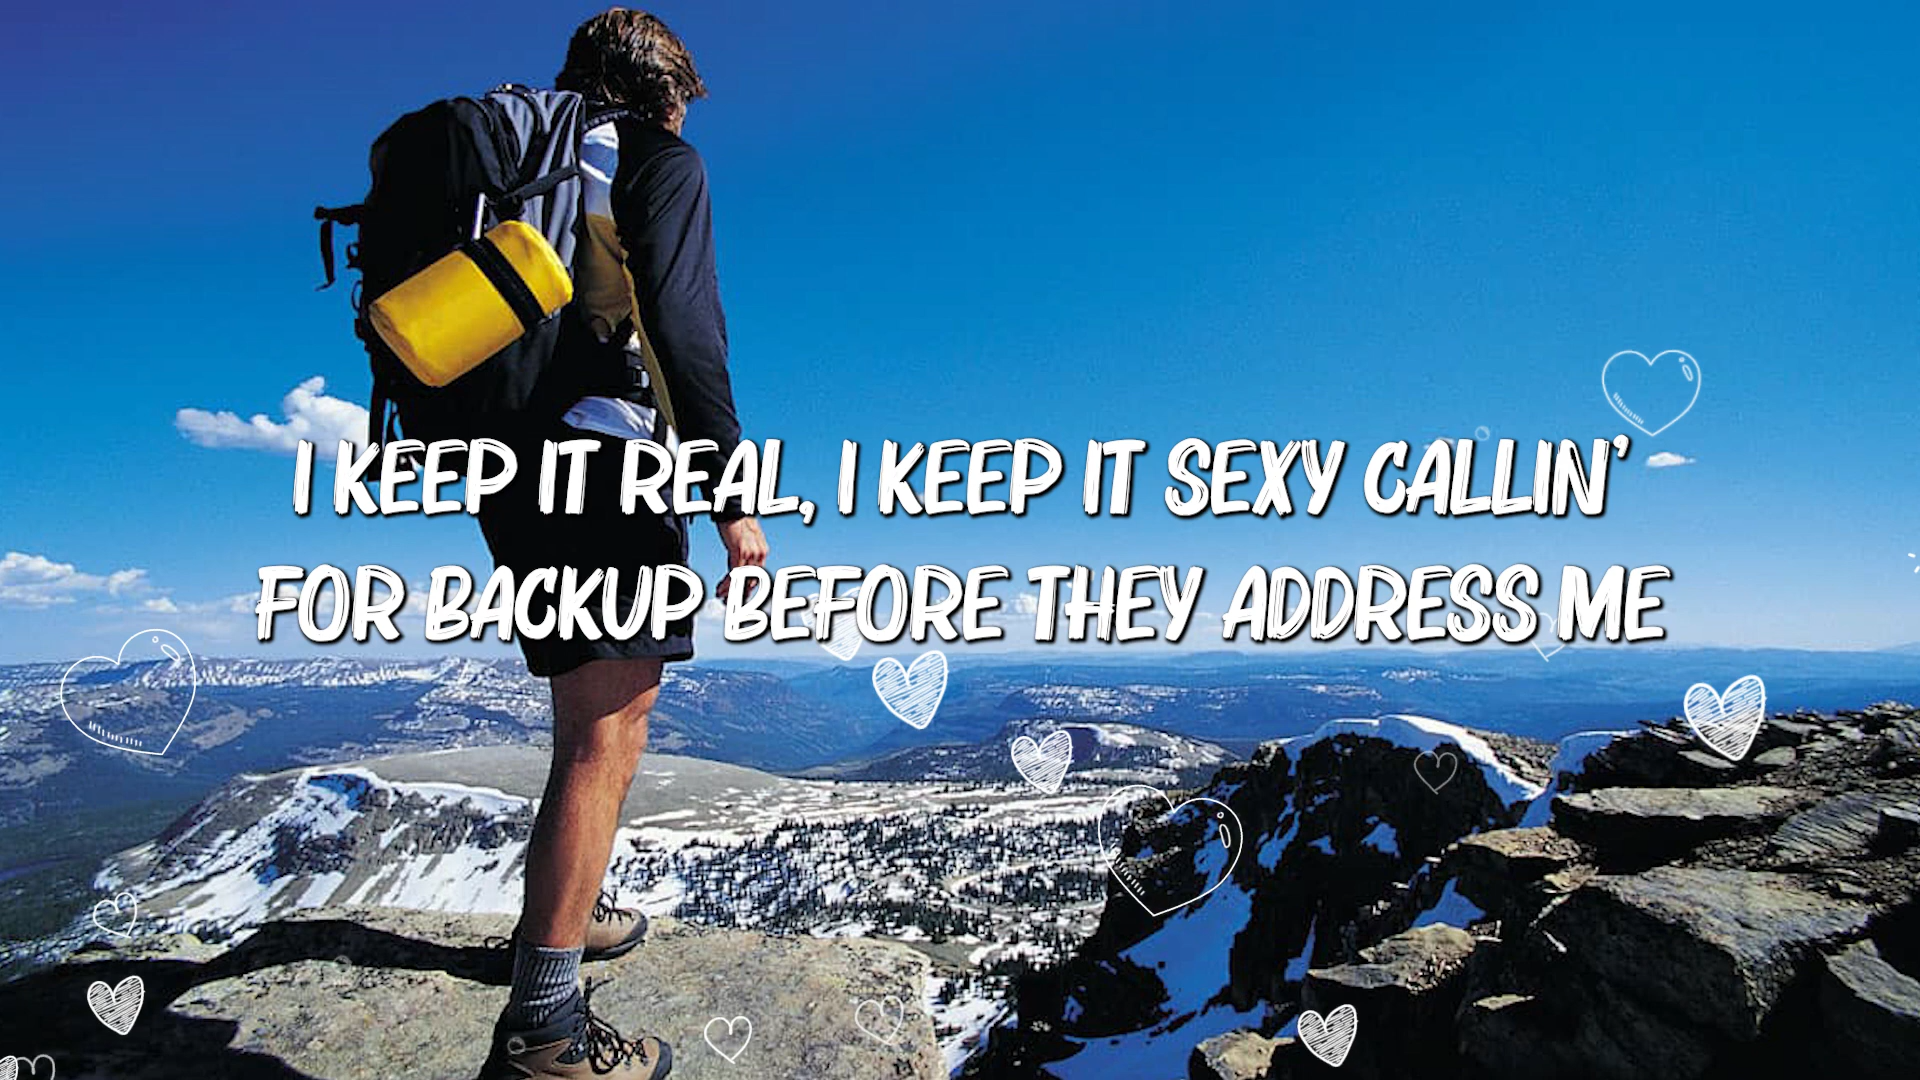 I KEEP IT REAL, I KEEP IT SEXY CALLIN'
FOR BACKUP BEFORE THEY ADDRESS ME